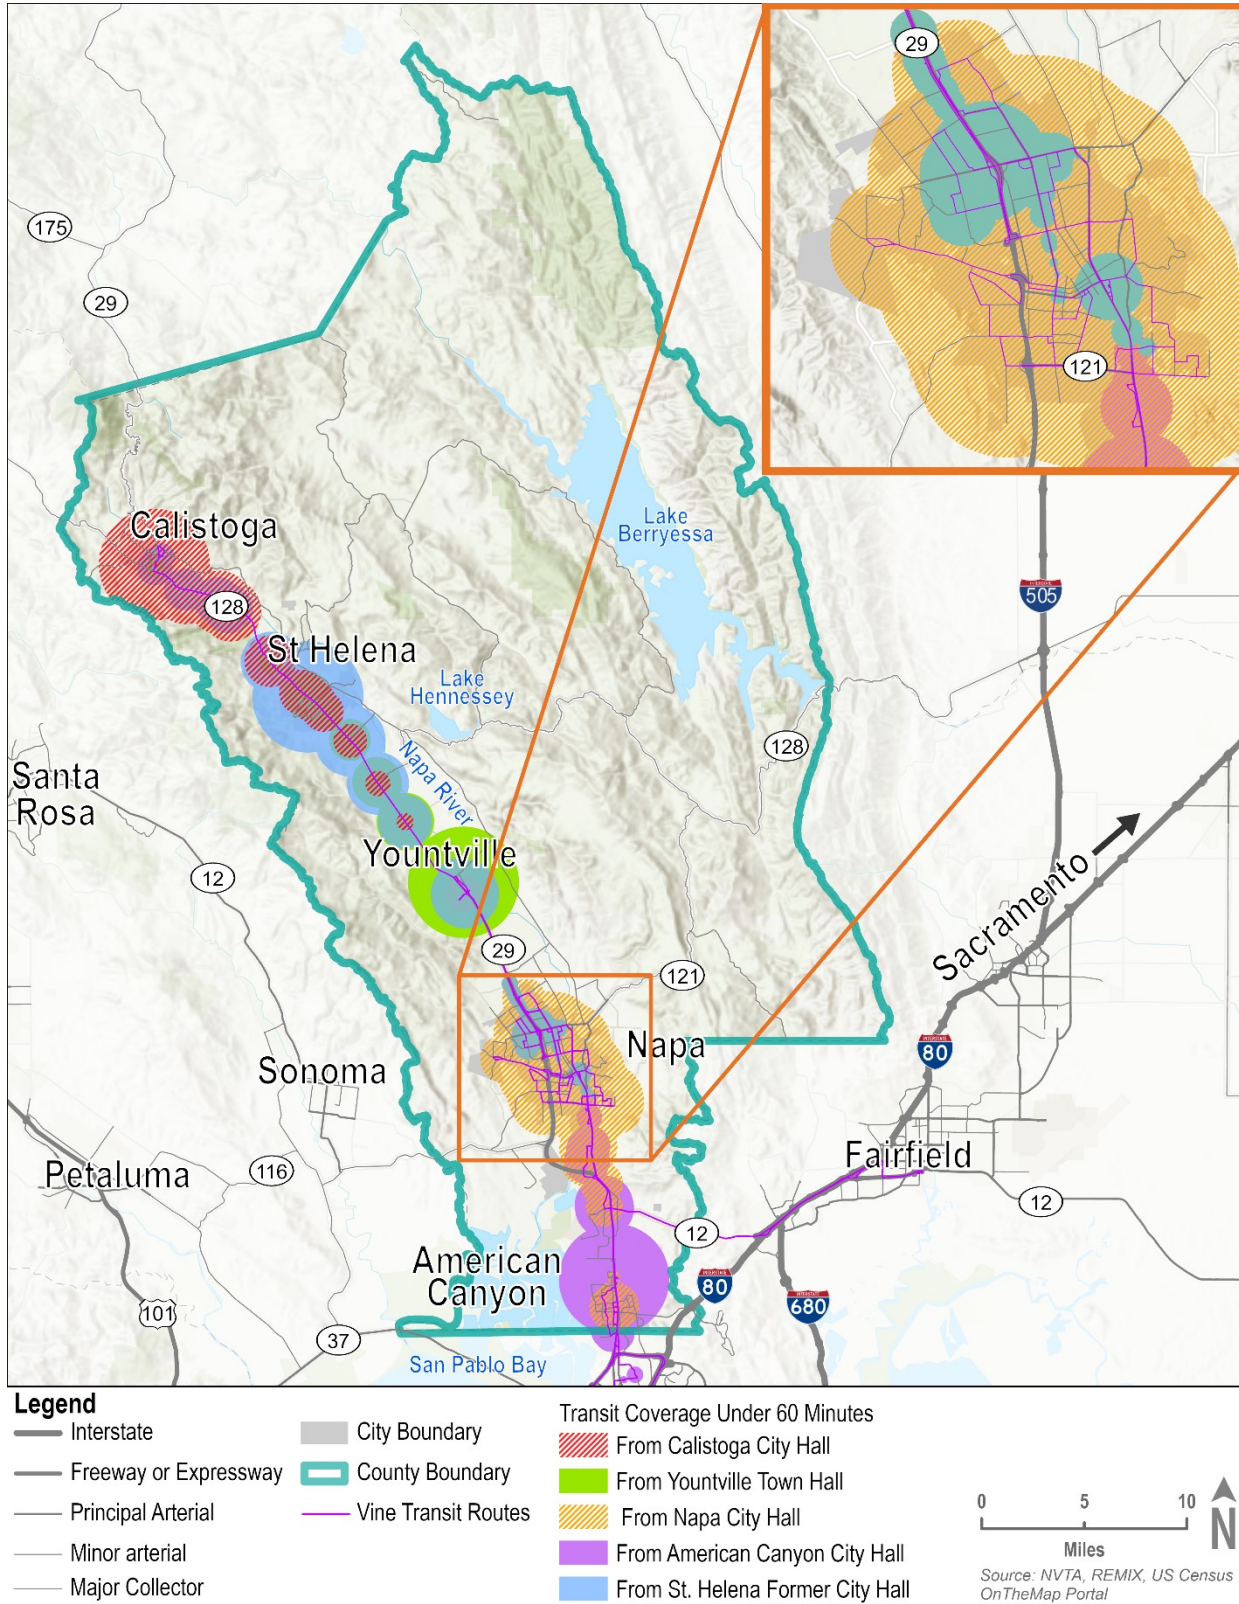 29
121
175
29
Calistoga
128
St Helena
Lake
Berryessa
Lake
Hennessey
INTERSTATE
505
Napa River
128
Santa
Rosa
Yountville
12
29
121
Sacramento
Napa
INTERSTATE
80
Sonoma
Fairfield
Petaluma
116
12
12
American
Canyon
INTERSTATE
80
INTERSTATE
680
101
37
San Pablo Bay
Legend
Interstate
Freeway or Expressway
Principal Arterial
Minor arterial
Major Collector
City Boundary
County Boundary
Vine Transit Routes
Transit Coverage Under 60 Minutes
From Calistoga City Hall
From Yountville Town Hall
From Napa City Hall
From American Canyon City Hall
From St. Helena Former City Hall
0 5 10
Miles
N
Source: NVTA, REMIX, US Census
OnTheMap Portal